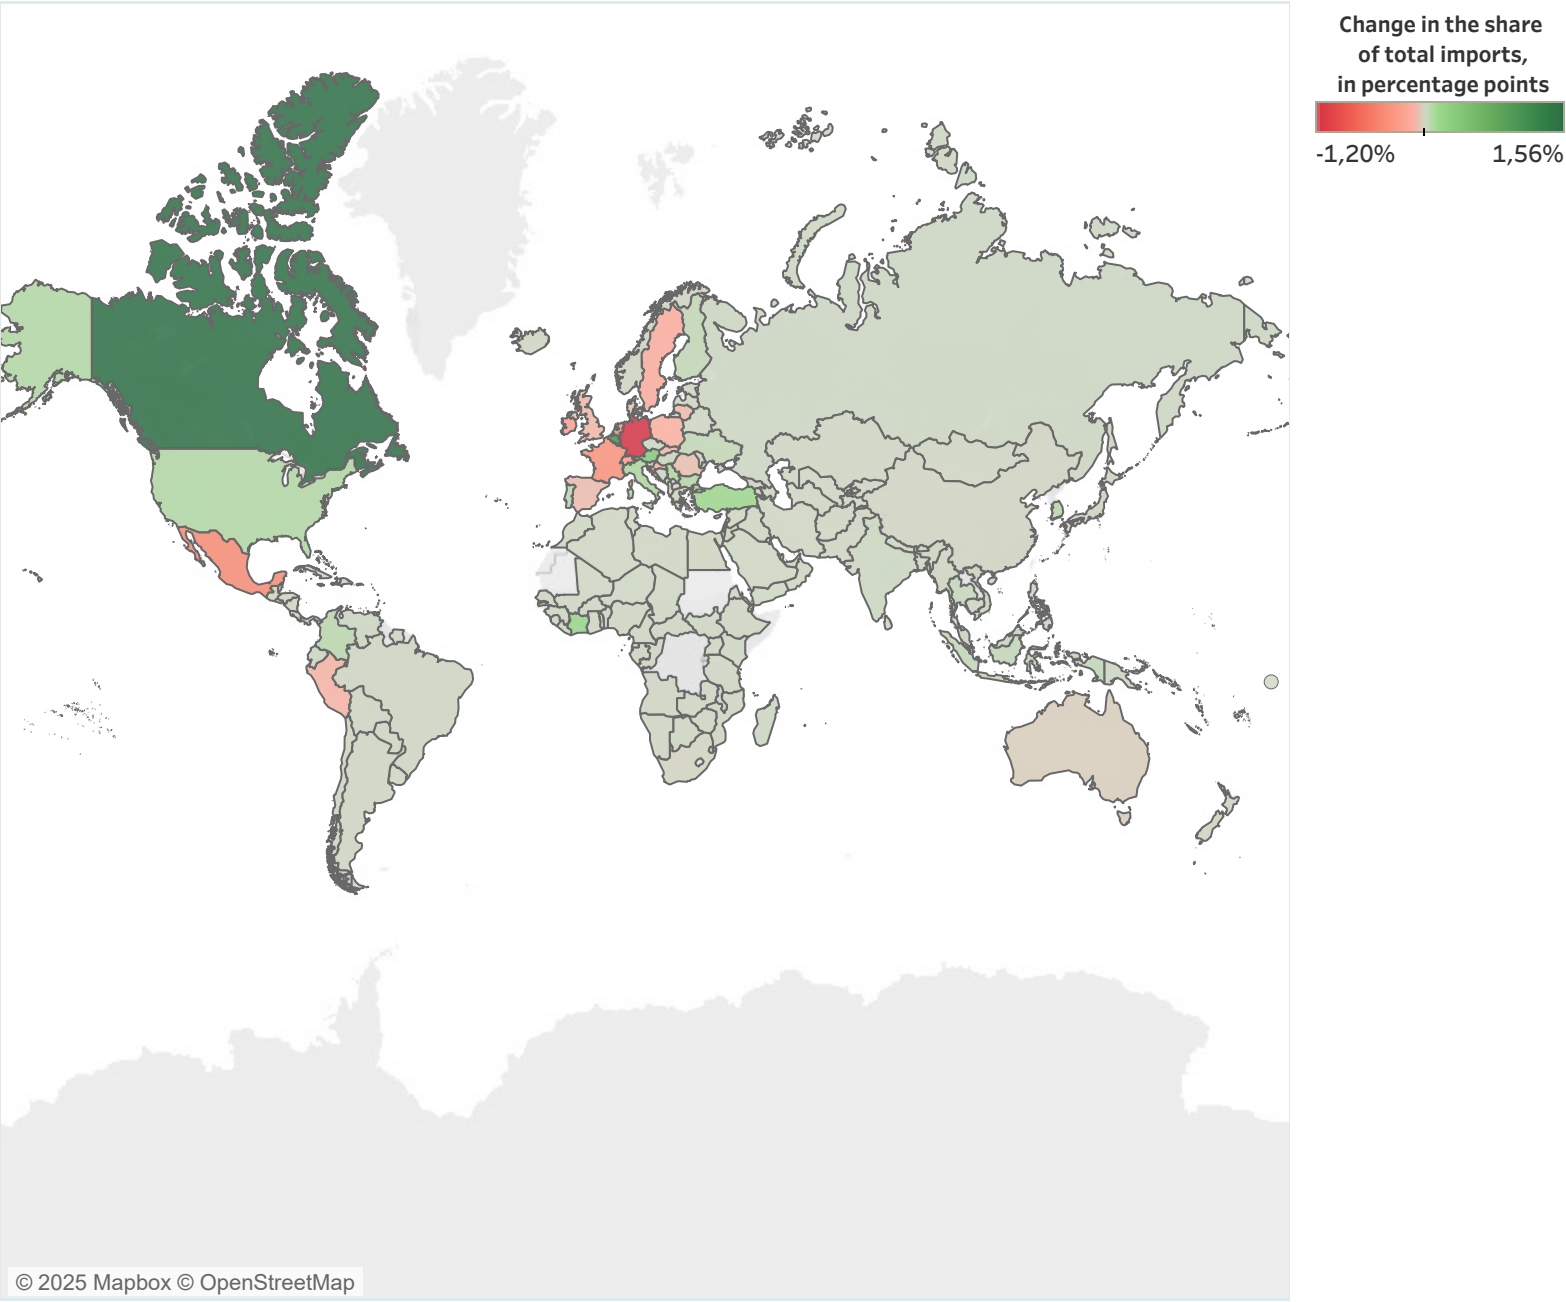 Change in the share
of total imports,
in percentage points
-1,20% 1,56%
© 2025 Mapbox © OpenStreetMap